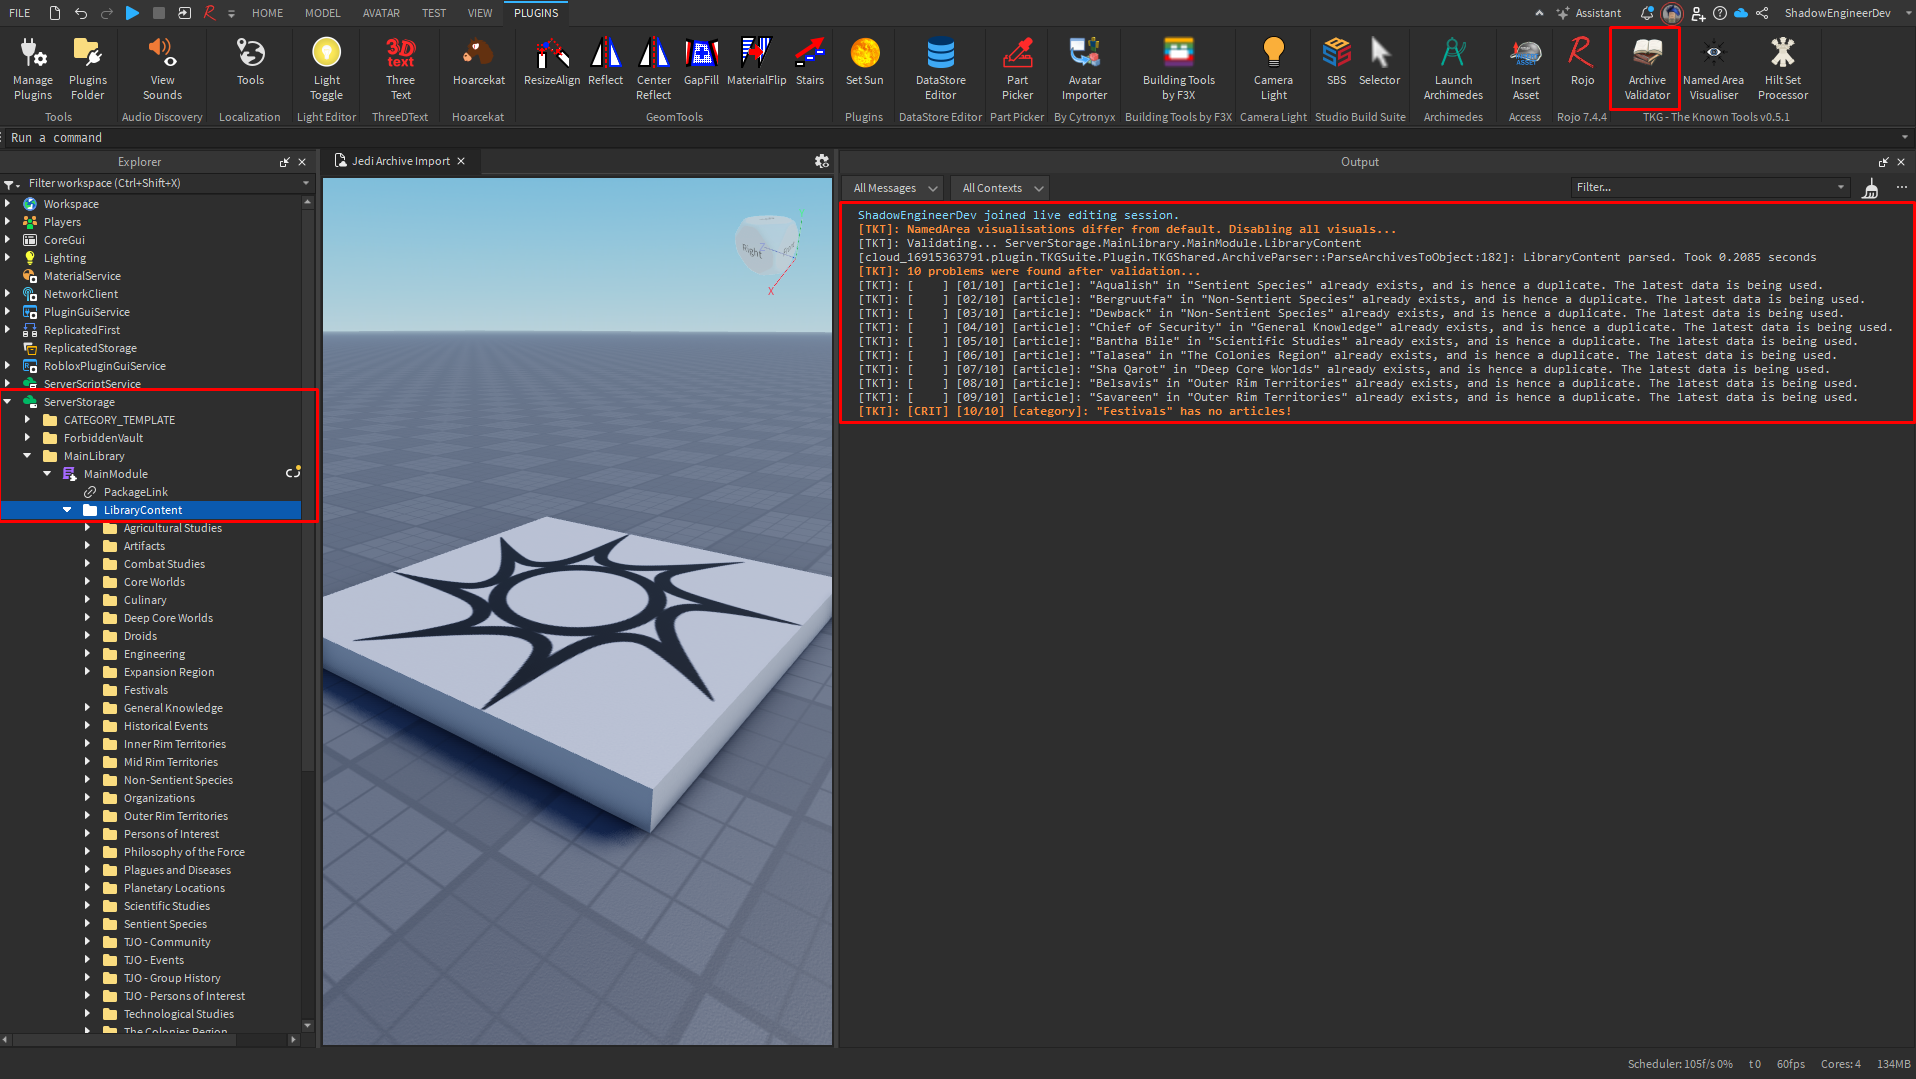 FILE HOME MODEL AVATAR TEST VIEW PLUGINS Assistant ShadowEngineerDev
Manage Plugins
Plugins Folder
Tools
View Sounds
Audio Discovery
Tools
Localization
Light Toggle
Light Editor
3D text
Three Text
ThreeDText
Hoarcekat
Hoarcekat
ResizeAlign
Reflect
Center Reflect
GapFill
MaterialFlip
Stairs
GeomTools
Set Sun
Plugins
DataStore Editor
DataStore Editor
Part Picker
Part Picker
Avatar Importer
By Cytronyx
Building Tools by F3X
Building Tools by F3X
Camera Light
Camera Light
SBS
Selector
Studio Build Suite
Launch Archimedes
Archimedes
Insert Asset
Access
Rojo
Rojo 7.4.4
Archive Validator
Named Area Visualiser
Hilt Set Processor
TKG - The Known Tools v0.5.1
Run a command
Explorer
Filter workspace (Ctrl+Shift+X)
Workspace
Players
CoreGui
Lighting
MaterialService
NetworkClient
PluginGuiService
ReplicatedFirst
ReplicatedStorage
RobloxPluginGuiService
ServerScriptService
ServerStorage
CATEGORY_TEMPLATE
ForbiddenVault
MainLibrary
MainModule
PackageLink
LibraryContent
Agricultural Studies
Artifacts
Combat Studies
Core Worlds
Culinary
Deep Core Worlds
Droids
Engineering
Expansion Region
Festivals
General Knowledge
Historical Events
Inner Rim Territories
Mid Rim Territories
Non-Sentient Species
Organizations
Outer Rim Territories
Persons of Interest
Philosophy of the Force
Plagues and Diseases
Planetary Locations
Scientific Studies
Sentient Species
TJO - Community
TJO - Events
TJO - Group History
TJO - Persons of Interest
Technological Studies
The Colonies Region
Jedi Archive Import
Right
X
Output
All Messages All Contexts Filter...
ShadowEngineerDev joined live editing session.
[TKT]: NamedArea visualisations differ from default. Disabling all visuals...
[TKT]: Validating... ServerStorage.MainLibrary.MainModule.LibraryContent
[cloud_16915363791.plugin.TKGSuite.Plugin.TKGShared.ArchiveParser::ParseArchivesToObject:182]: LibraryContent parsed. Took 0.2085 seconds
[TKT]: 10 problems were found after validation...
[TKT]: [    ] [01/10] [article]: "Aqualish" in "Sentient Species" already exists, and is hence a duplicate. The latest data is being used.
[TKT]: [    ] [02/10] [article]: "Bergruutfa" in "Non-Sentient Species" already exists, and is hence a duplicate. The latest data is being used.
[TKT]: [    ] [03/10] [article]: "Dewback" in "Non-Sentient Species" already exists, and is hence a duplicate. The latest data is being used.
[TKT]: [    ] [04/10] [article]: "Chief of Security" in "General Knowledge" already exists, and is hence a duplicate. The latest data is being used.
[TKT]: [    ] [05/10] [article]: "Bantha Bile" in "Scientific Studies" already exists, and is hence a duplicate. The latest data is being used.
[TKT]: [    ] [06/10] [article]: "Talasea" in "The Colonies Region" already exists, and is hence a duplicate. The latest data is being used.
[TKT]: [    ] [07/10] [article]: "Sha Qarot" in "Deep Core Worlds" already exists, and is hence a duplicate. The latest data is being used.
[TKT]: [    ] [08/10] [article]: "Belsavis" in "Outer Rim Territories" already exists, and is hence a duplicate. The latest data is being used.
[TKT]: [    ] [09/10] [article]: "Savareen" in "Outer Rim Territories" already exists, and is hence a duplicate. The latest data is being used.
[TKT]: [CRIT] [10/10] [category]: "Festivals" has no articles!
Scheduler: 105f/s 0% t 0 60fps Cores: 4 134MB